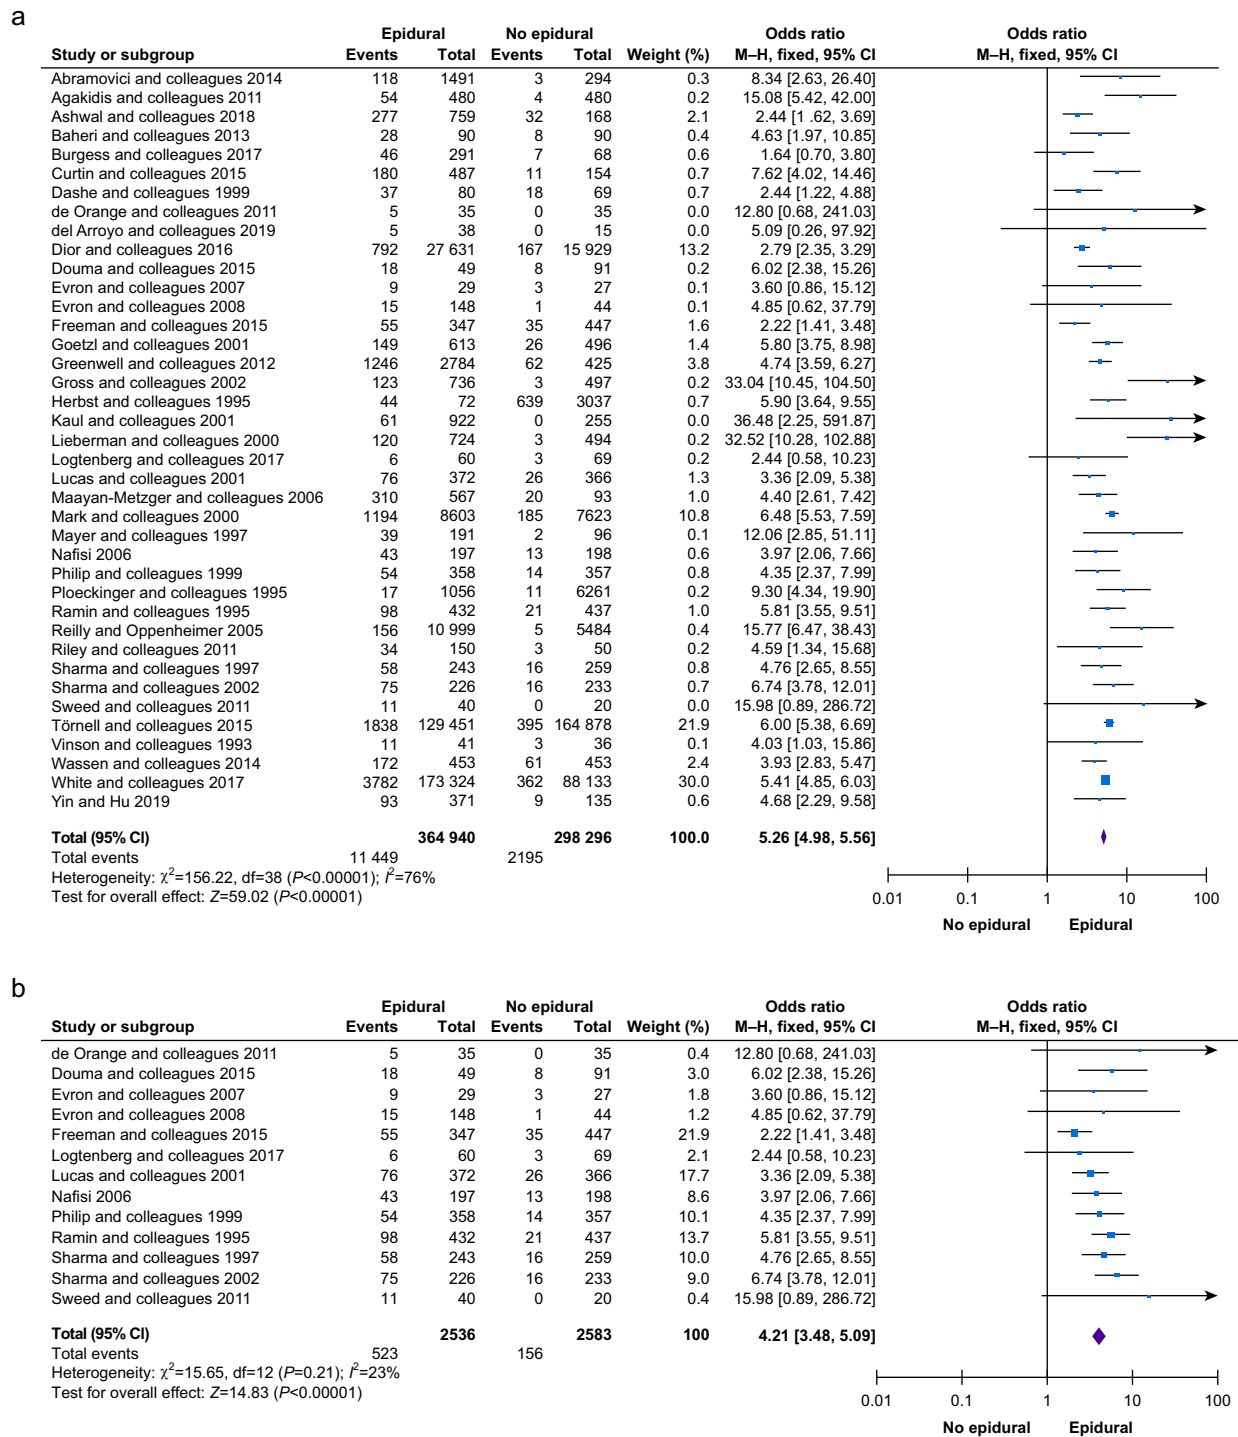 a
Epidural No epidural Odds ratio Odds ratio
Study or subgroup Events Total Events Total Weight (%) M–H, fixed, 95% CI M–H, fixed, 95% CI
Abramovici and colleagues 2014 118 1491 3 294 0.3 8.34 [2.63, 26.40]
Agakidis and colleagues 2011 54 480 4 480 0.2 15.08 [5.42, 42.00]
Ashwal and colleagues 2018 277 759 32 168 2.1 2.44 [1 .62, 3.69]
Baheri and colleagues 2013 28 90 8 90 0.4 4.63 [1.97, 10.85]
Burgess and colleagues 2017 46 291 7 68 0.6 1.64 [0.70, 3.80]
Curtin and colleagues 2015 180 487 11 154 0.7 7.62 [4.02, 14.46]
Dashe and colleagues 1999 37 80 18 69 0.7 2.44 [1.22, 4.88]
de Orange and colleagues 2011 5 35 0 35 0.0 12.80 [0.68, 241.03]
del Arroyo and colleagues 2019 5 38 0 15 0.0 5.09 [0.26, 97.92]
Dior and colleagues 2016 792 27 631 167 15 929 13.2 2.79 [2.35, 3.29]
Douma and colleagues 2015 18 49 8 91 0.2 6.02 [2.38, 15.26]
Evron and colleagues 2007 9 29 3 27 0.1 3.60 [0.86, 15.12]
Evron and colleagues 2008 15 148 1 44 0.1 4.85 [0.62, 37.79]
Freeman and colleagues 2015 55 347 35 447 1.6 2.22 [1.41, 3.48]
Goetzl and colleagues 2001 149 613 26 496 1.4 5.80 [3.75, 8.98]
Greenwell and colleagues 2012 1246 2784 62 425 3.8 4.74 [3.59, 6.27]
Gross and colleagues 2002 123 736 3 497 0.2 33.04 [10.45, 104.50]
Herbst and colleagues 1995 44 72 639 3037 0.7 5.90 [3.64, 9.55]
Kaul and colleagues 2001 61 922 0 255 0.0 36.48 [2.25, 591.87]
Lieberman and colleagues 2000 120 724 3 494 0.2 32.52 [10.28, 102.88]
Logtenberg and colleagues 2017 6 60 3 69 0.2 2.44 [0.58, 10.23]
Lucas and colleagues 2001 76 372 26 366 1.3 3.36 [2.09, 5.38]
Maayan-Metzger and colleagues 2006 310 567 20 93 1.0 4.40 [2.61, 7.42]
Mark and colleagues 2000 1194 8603 185 7623 10.8 6.48 [5.53, 7.59]
Mayer and colleagues 1997 39 191 2 96 0.1 12.06 [2.85, 51.11]
Nafisi 2006 43 197 13 198 0.6 3.97 [2.06, 7.66]
Philip and colleagues 1999 54 358 14 357 0.8 4.35 [2.37, 7.99]
Ploeckinger and colleagues 1995 17 1056 11 6261 0.2 9.30 [4.34, 19.90]
Ramin and colleagues 1995 98 432 21 437 1.0 5.81 [3.55, 9.51]
Reilly and Oppenheimer 2005 156 10 999 5 5484 0.4 15.77 [6.47, 38.43]
Riley and colleagues 2011 34 150 3 50 0.2 4.59 [1.34, 15.68]
Sharma and colleagues 1997 58 243 16 259 0.8 4.76 [2.65, 8.55]
Sharma and colleagues 2002 75 226 16 233 0.7 6.74 [3.78, 12.01]
Sweed and colleagues 2011 11 40 0 20 0.0 15.98 [0.89, 286.72]
Törnell and colleagues 2015 1838 129 451 395 164 878 21.9 6.00 [5.38, 6.69]
Vinson and colleagues 1993 11 41 3 36 0.1 4.03 [1.03, 15.86]
Wassen and colleagues 2014 172 453 61 453 2.4 3.93 [2.83, 5.47]
White and colleagues 2017 3782 173 324 362 88 133 30.0 5.41 [4.85, 6.03]
Yin and Hu 2019 93 371 9 135 0.6 4.68 [2.29, 9.58]
Total (95% CI) 364 940 298 296 100.0 5.26 [4.98, 5.56]
Total events 11 449 2195
Heterogeneity: χ²=156.22, df=38 (P<0.00001); I²=76%
Test for overall effect: Z=59.02 (P<0.00001)
0.01 0.1 1 10 100
No epidural Epidural
b
Epidural No epidural Odds ratio Odds ratio
Study or subgroup Events Total Events Total Weight (%) M–H, fixed, 95% CI M–H, fixed, 95% CI
de Orange and colleagues 2011 5 35 0 35 0.4 12.80 [0.68, 241.03]
Douma and colleagues 2015 18 49 8 91 3.0 6.02 [2.38, 15.26]
Evron and colleagues 2007 9 29 3 27 1.8 3.60 [0.86, 15.12]
Evron and colleagues 2008 15 148 1 44 1.2 4.85 [0.62, 37.79]
Freeman and colleagues 2015 55 347 35 447 21.9 2.22 [1.41, 3.48]
Logtenberg and colleagues 2017 6 60 3 69 2.1 2.44 [0.58, 10.23]
Lucas and colleagues 2001 76 372 26 366 17.7 3.36 [2.09, 5.38]
Nafisi 2006 43 197 13 198 8.6 3.97 [2.06, 7.66]
Philip and colleagues 1999 54 358 14 357 10.1 4.35 [2.37, 7.99]
Ramin and colleagues 1995 98 432 21 437 13.7 5.81 [3.55, 9.51]
Sharma and colleagues 1997 58 243 16 259 10.0 4.76 [2.65, 8.55]
Sharma and colleagues 2002 75 226 16 233 9.0 6.74 [3.78, 12.01]
Sweed and colleagues 2011 11 40 0 20 0.4 15.98 [0.89, 286.72]
Total (95% CI) 2536 2583 100 4.21 [3.48, 5.09]
Total events 523 156
Heterogeneity: χ²=15.65, df=12 (P=0.21); I²=23%
Test for overall effect: Z=14.83 (P<0.00001)
0.01 0.1 1 10 100
No epidural Epidural